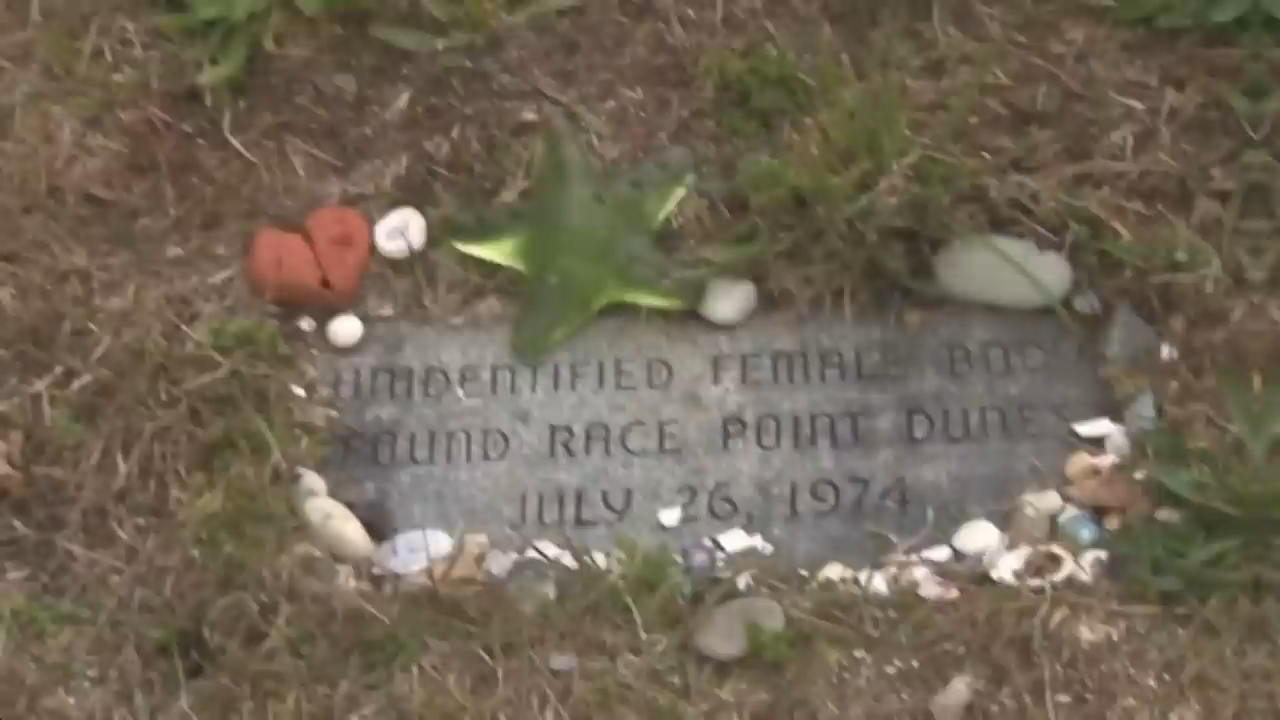 UNIDENTIFIED FEMALE BODY
FOUND RACE POINT DUNES
JULY 26, 1974